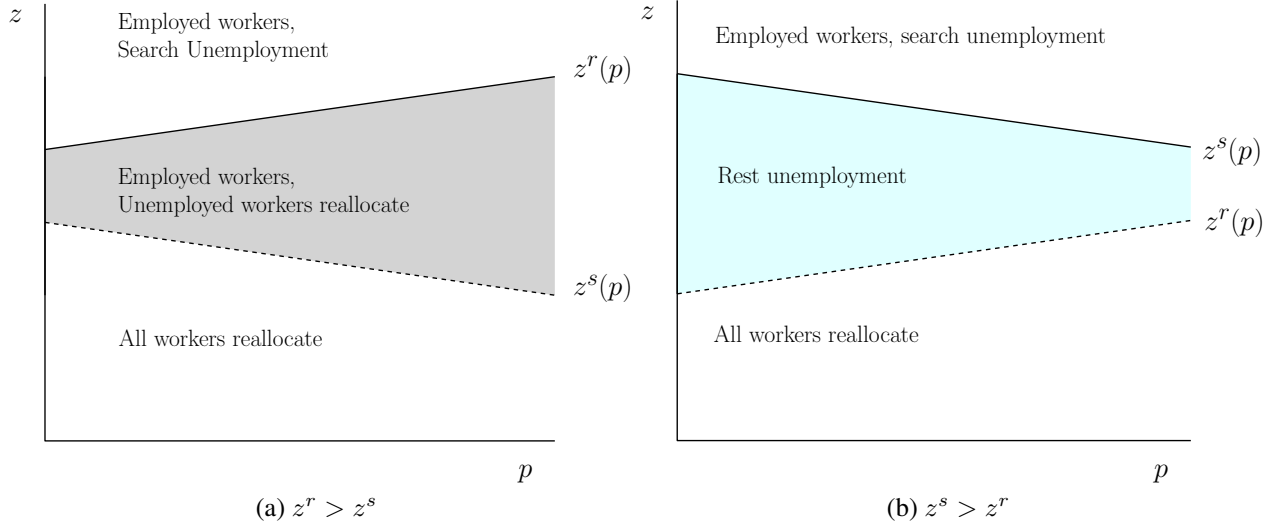 z
Employed workers,
Search Unemployment
z^r(p)
Employed workers,
Unemployed workers reallocate
z^s(p)
All workers reallocate
p
(a) z^r > z^s
z
Employed workers, search unemployment
z^s(p)
Rest unemployment
z^r(p)
All workers reallocate
p
(b) z^s > z^r